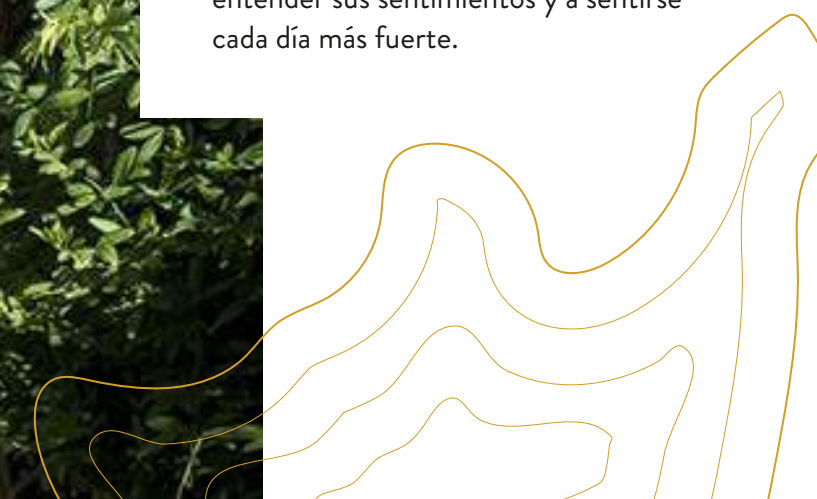 entender sus sentimientos y a sentirse
cada día más fuerte.